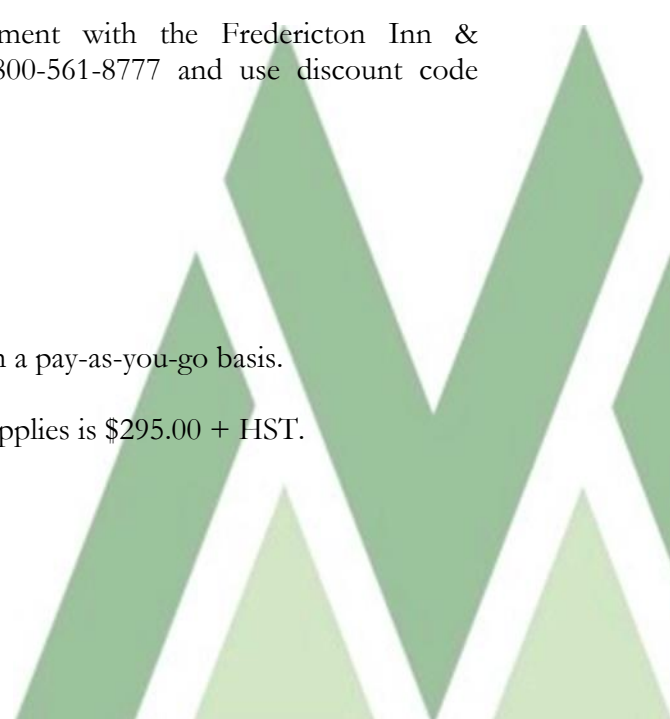 ment with the Fredericton Inn &
800-561-8777 and use discount code
a pay-as-you-go basis.
pplies is $295.00 + HST.